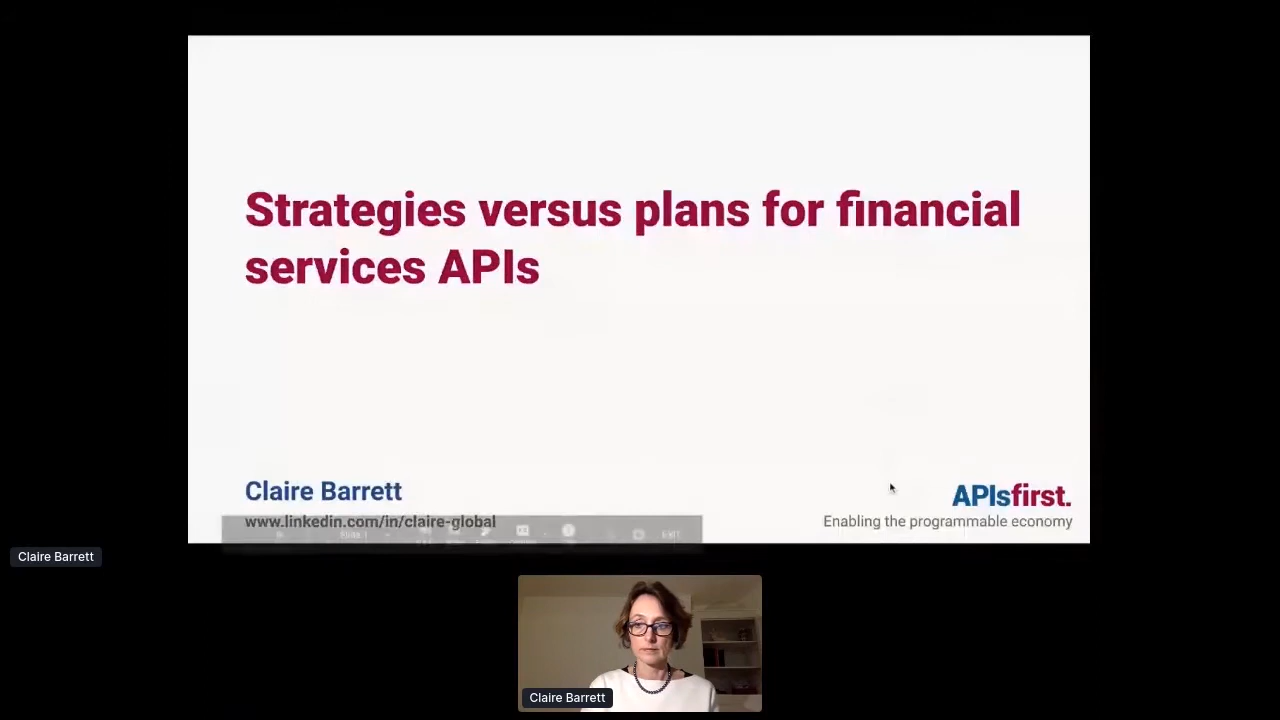 Strategies versus plans for financial
services APIs
Claire Barrett
www.linkedin.com/in/claire-global
APIsfirst.
Enabling the programmable economy
Claire Barrett
Claire Barrett